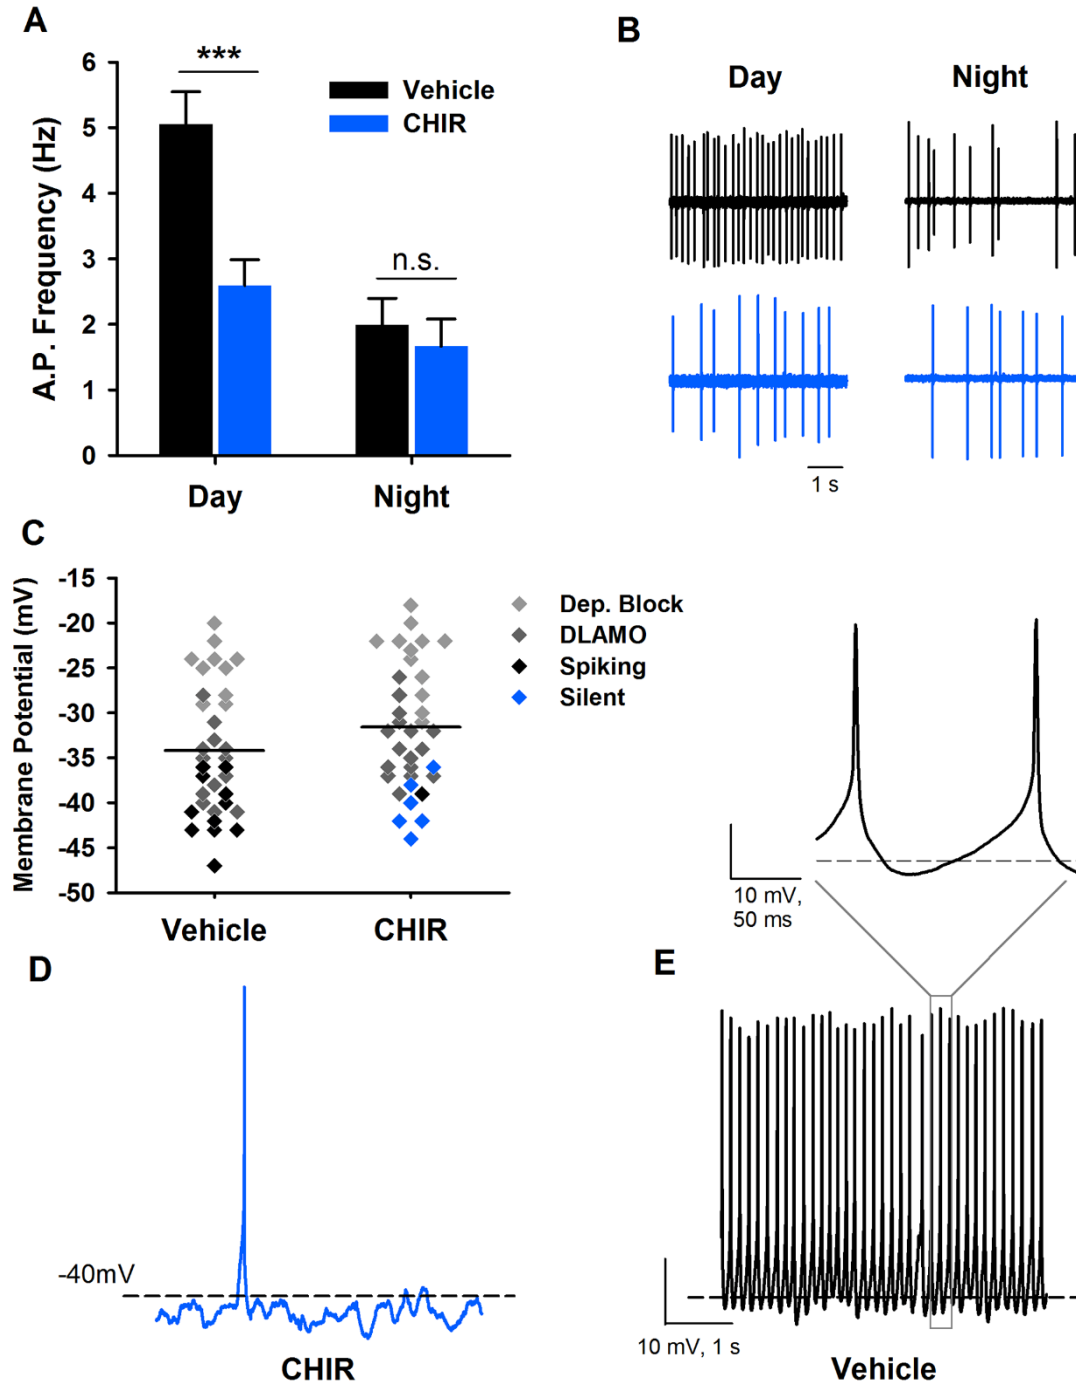 A
B
6
5
4
3
2
1
0
A.P. Frequency (Hz)
***
n.s.
Vehicle
CHIR
Day
Night
Day
Night
1 s
C
-15
-20
-25
-30
-35
-40
-45
-50
Membrane Potential (mV)
Dep. Block
DLAMO
Spiking
Silent
Vehicle
CHIR
10 mV,
50 ms
D
-40mV
CHIR
E
10 mV, 1 s
Vehicle